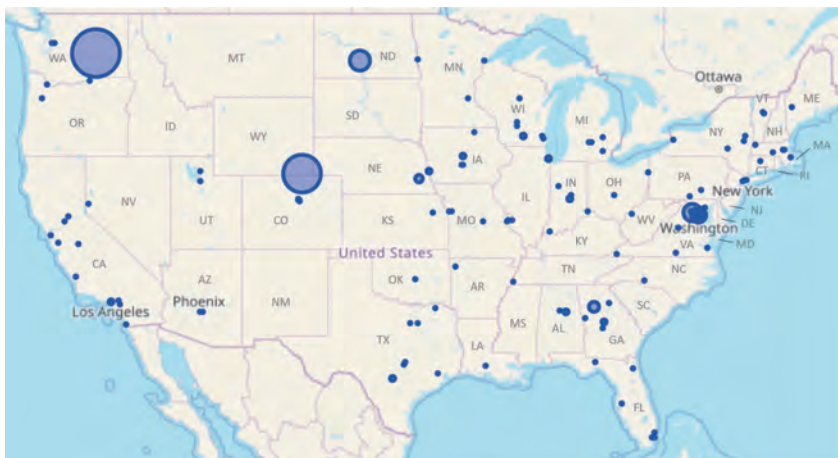 WA
MT
ND
MN
Ottawa
VT
ME
OR
ID
WY
SD
WI
MI
NY
NH
MA
NE
IA
PA
CT
RI
New York
NV
UT
CO
KS
MO
IL
IN
OH
WV
NJ
DE
Washington
VA
MD
CA
United States
KY
AZ
NM
OK
AR
TN
NC
Los Angeles
Phoenix
TX
LA
MS
AL
GA
SC
FL